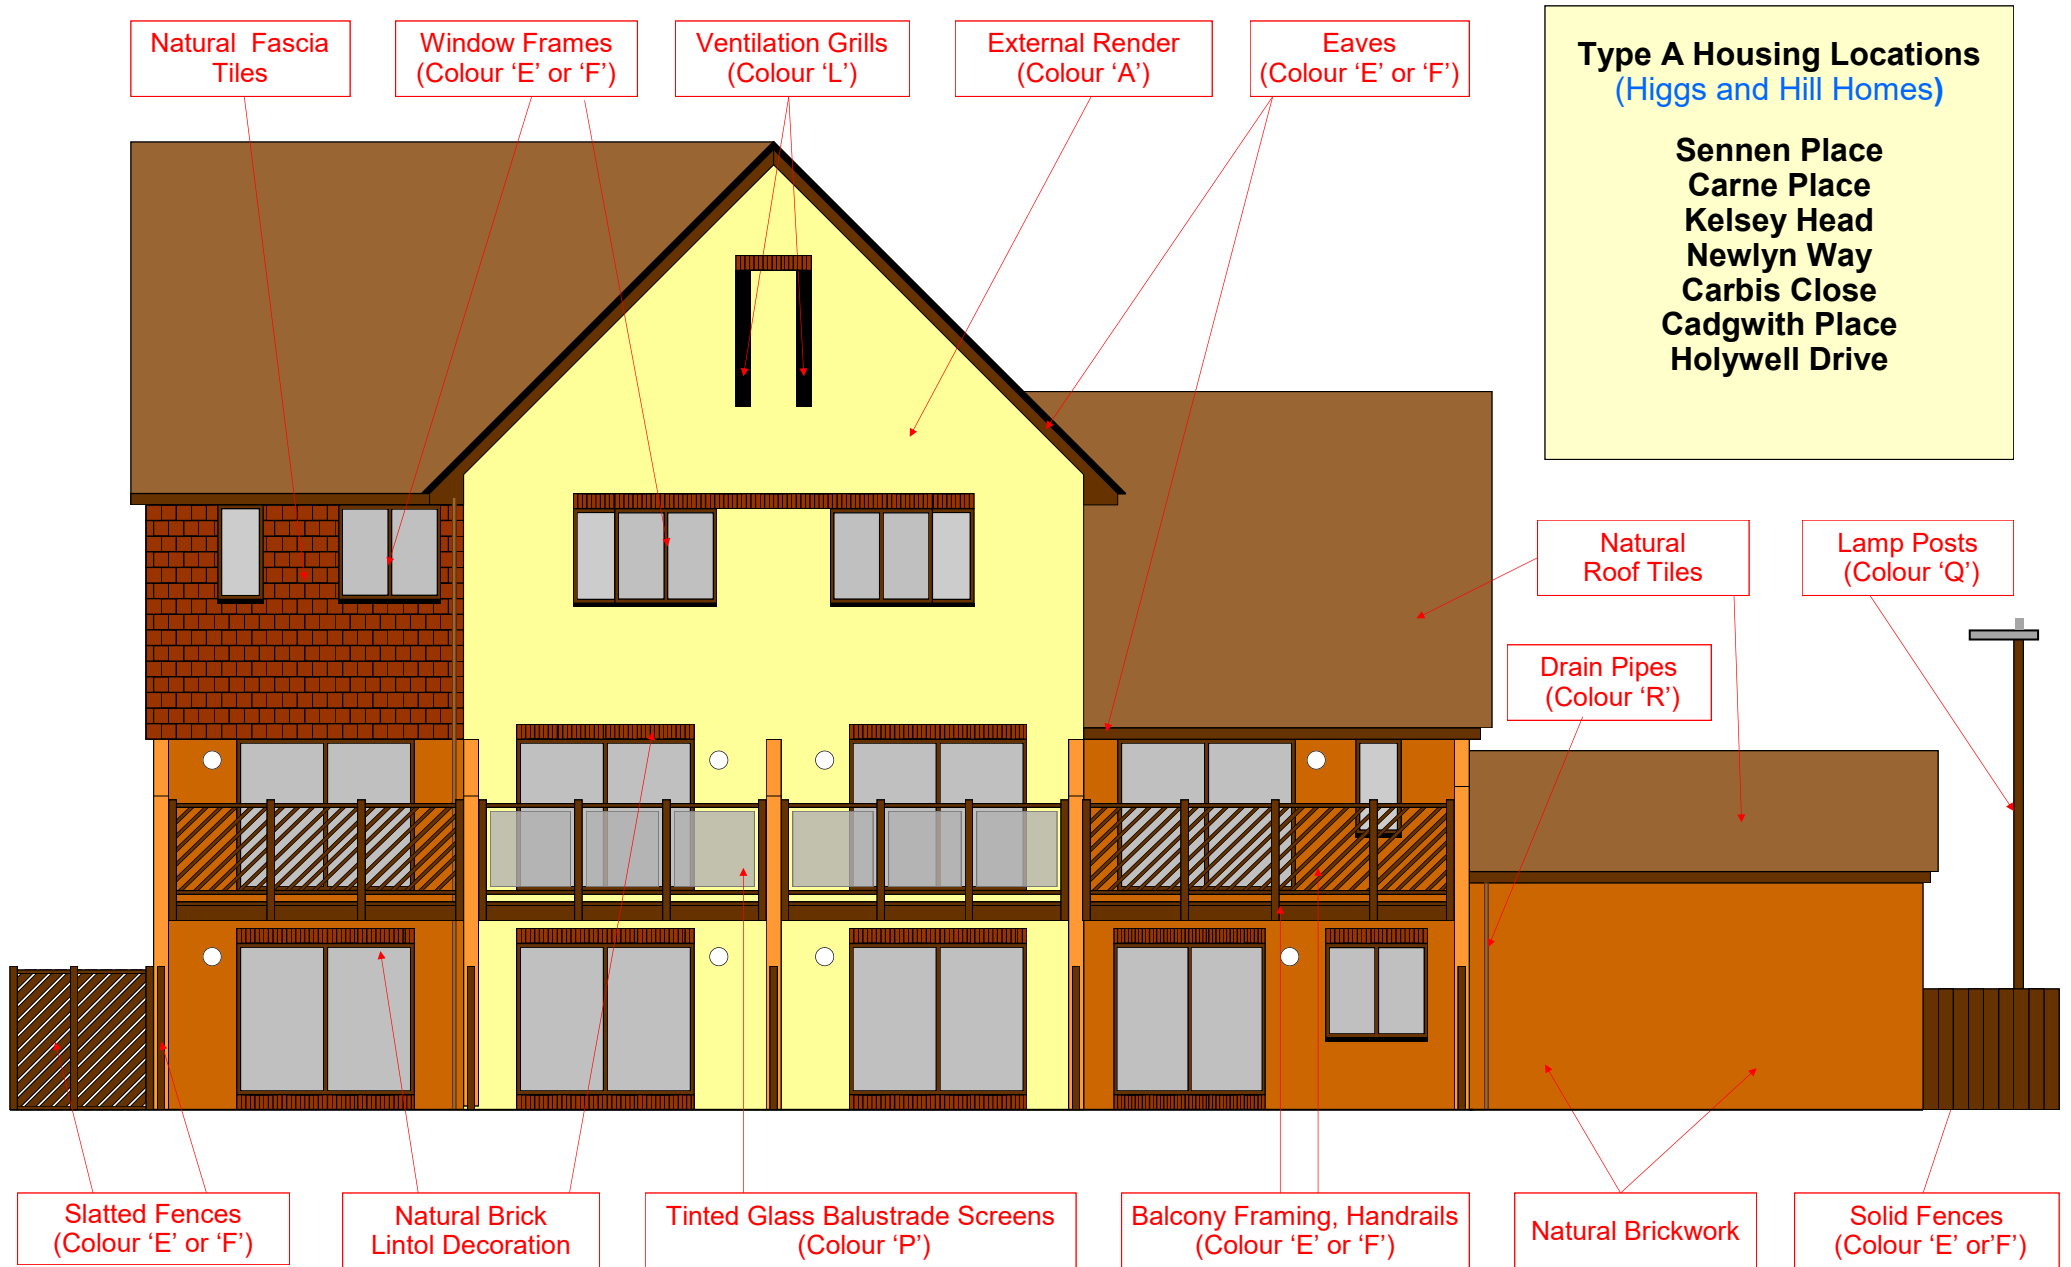 Natural Fascia
Tiles
Window Frames
(Colour ‘E’ or ‘F’)
Ventilation Grills
(Colour ‘L’)
External Render
(Colour ‘A’)
Eaves
(Colour ‘E’ or ‘F’)
Type A Housing Locations
(Higgs and Hill Homes)
Sennen Place
Carne Place
Kelsey Head
Newlyn Way
Carbis Close
Cadgwith Place
Holywell Drive
Natural
Roof Tiles
Lamp Posts
(Colour ‘Q’)
Drain Pipes
(Colour ‘R’)
Slatted Fences
(Colour ‘E’ or ‘F’)
Natural Brick
Lintol Decoration
Tinted Glass Balustrade Screens
(Colour ‘P’)
Balcony Framing, Handrails
(Colour ‘E’ or ‘F’)
Natural Brickwork
Solid Fences
(Colour ‘E’ or’F’)